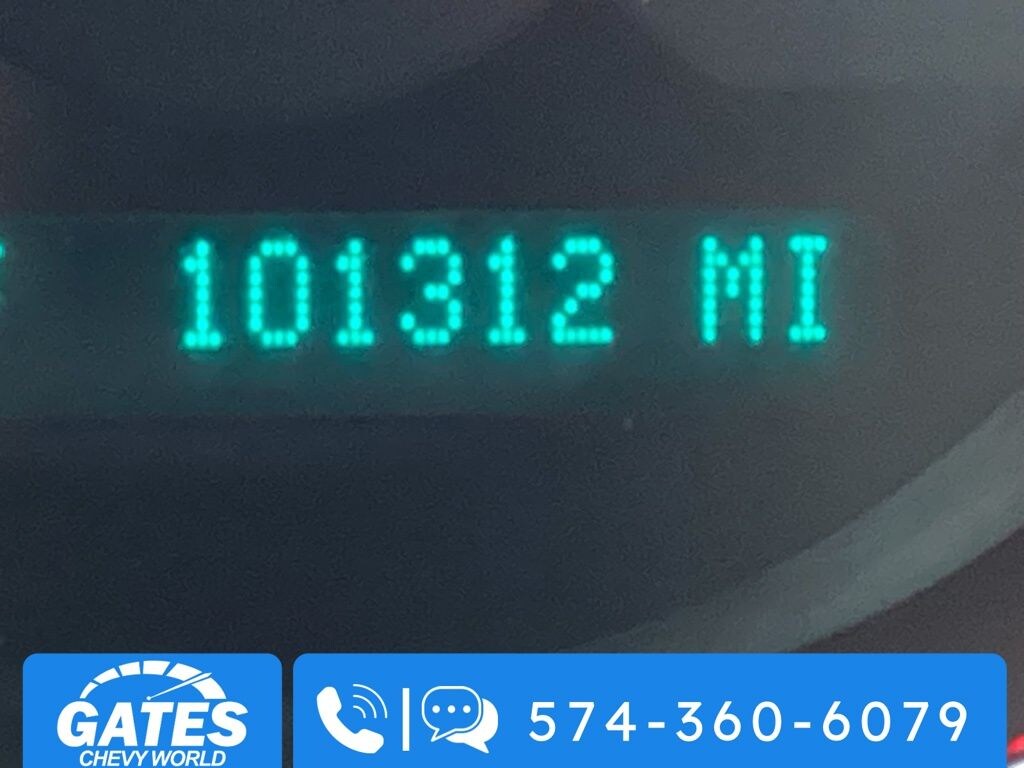 101312 MI
GATES
CHEVY WORLD
574-360-6079